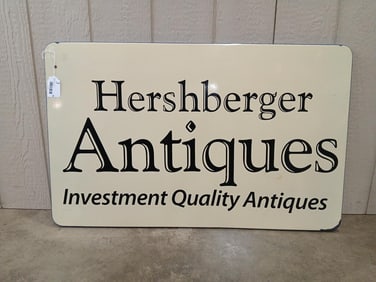 Hershberger
Antiques
Investment Quality Antiques